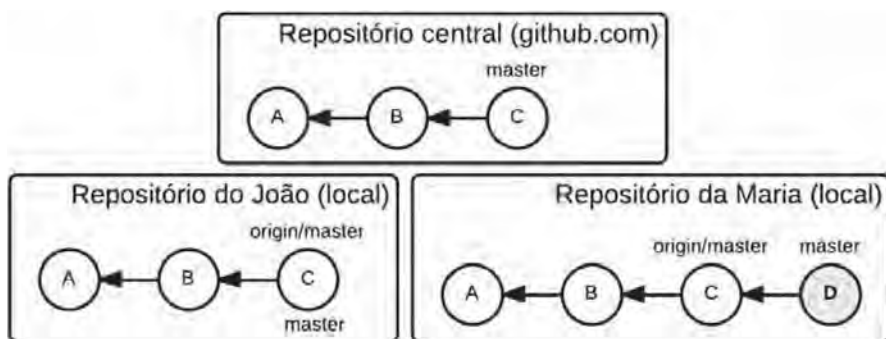 Repositório central (github.com)
master
A B C
Repositório do João (local)
origin/master
A B C
master
Repositório da Maria (local)
origin/master master
A B C D